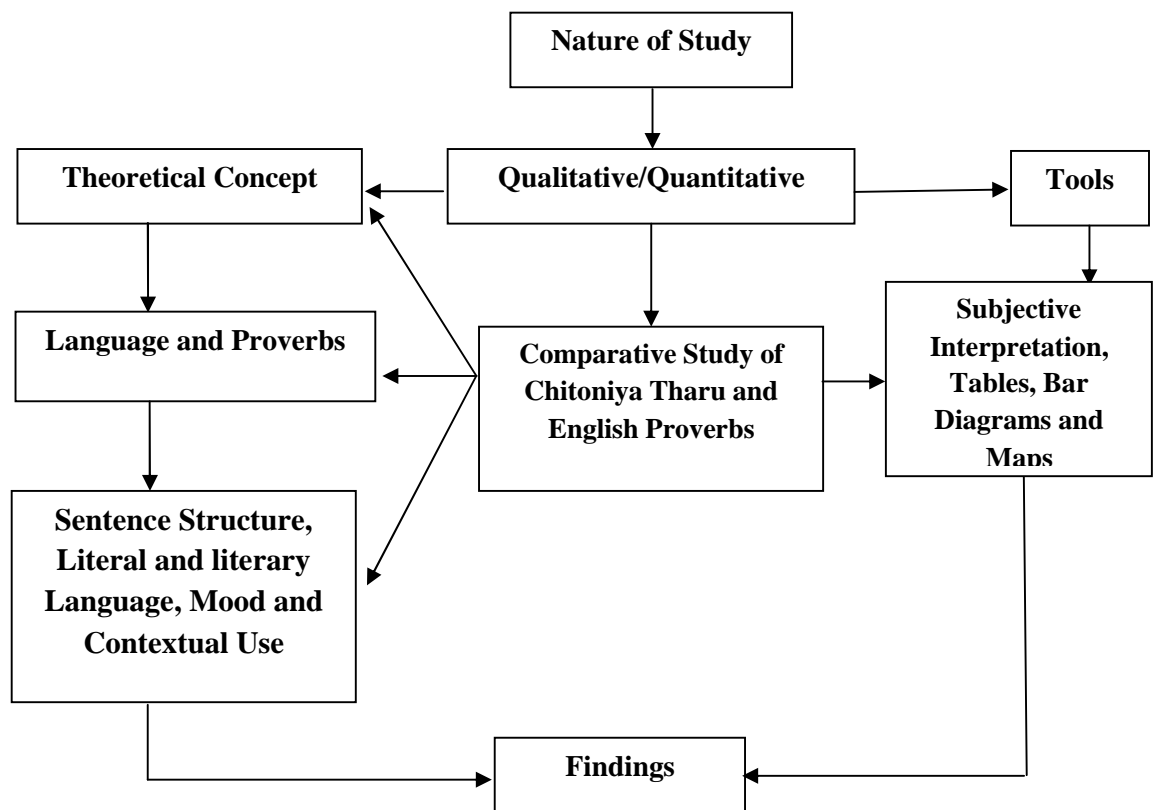 Nature of Study
Theoretical Concept
Qualitative/Quantitative
Tools
Language and Proverbs
Comparative Study of
Chitoniya Tharu and
English Proverbs
Subjective
Interpretation,
Tables, Bar
Diagrams and
Maps
Sentence Structure,
Literal and literary
Language, Mood and
Contextual Use
Findings